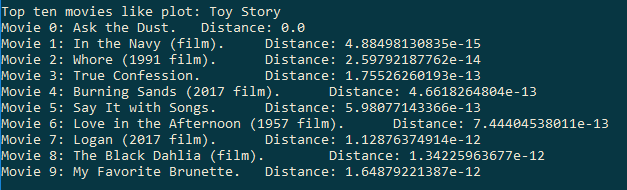 Top ten movies like plot: Toy Story
Movie 0: Ask the Dust. Distance: 0.0
Movie 1: In the Navy (film). Distance: 4.88498130835e-15
Movie 2: Whore (1991 film). Distance: 2.59792187762e-14
Movie 3: True Confession. Distance: 1.75526260193e-13
Movie 4: Burning Sands (2017 film). Distance: 4.6618264804e-13
Movie 5: Say It with Songs. Distance: 5.98077143366e-13
Movie 6: Love in the Afternoon (1957 film). Distance: 7.44404538011e-13
Movie 7: Logan (2017 film). Distance: 1.12876374914e-12
Movie 8: The Black Dahlia (film). Distance: 1.34225963677e-12
Movie 9: My Favorite Brunette. Distance: 1.64879221387e-12